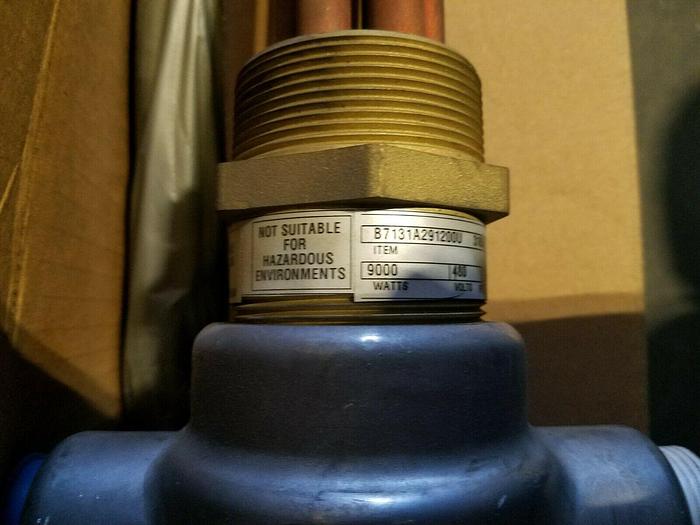 NOT SUITABLE
FOR
HAZARDOUS
ENVIRONMENTS
B7131A291200U
ITEM
9000 480
WATTS VOLTS